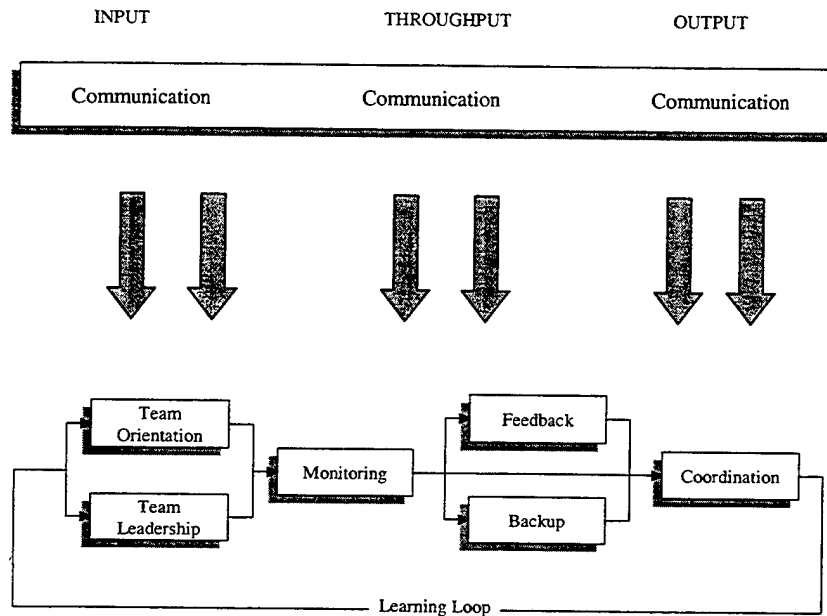 INPUT THROUGHPUT OUTPUT
Communication Communication Communication
Team
Orientation
Team
Leadership
Monitoring
Feedback
Backup
Coordination
Learning Loop